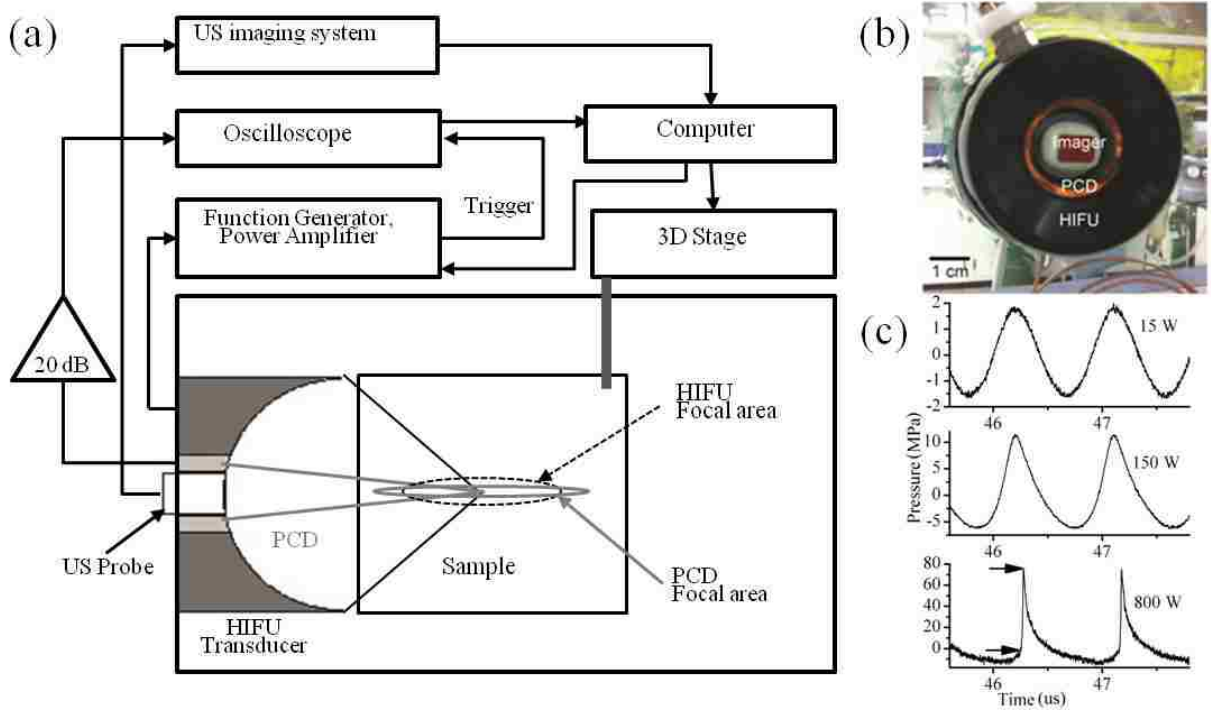 (a)
US imaging system
Oscilloscope
Computer
Function Generator,
Power Amplifier
Trigger
3D Stage
20 dB
HIFU
Focal area
PCD
Sample
US Probe
PCD
Focal area
HIFU
Transducer
(b)
Imager
PCD
HIFU
1 cm
(c)
2
1
0
-1
-2
15 W
46
47
Pressure (MPa)
10
5
0
-5
150 W
46
47
80
60
40
20
0
800 W
46
47
Time (us)